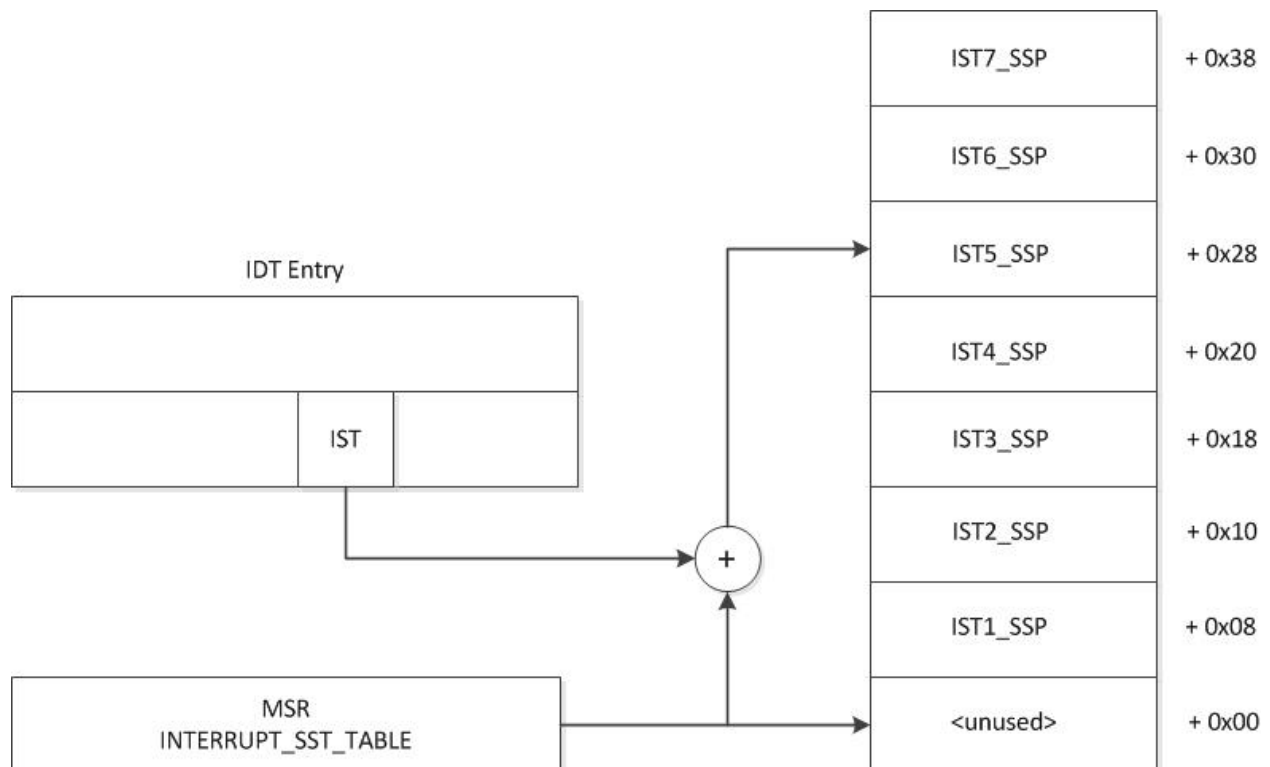 IST7_SSP + 0x38
IST6_SSP + 0x30
IST5_SSP + 0x28
IDT Entry
IST4_SSP + 0x20
IST IST3_SSP + 0x18
IST2_SSP + 0x10
+
IST1_SSP + 0x08
MSR
INTERRUPT_SST_TABLE
<unused> + 0x00